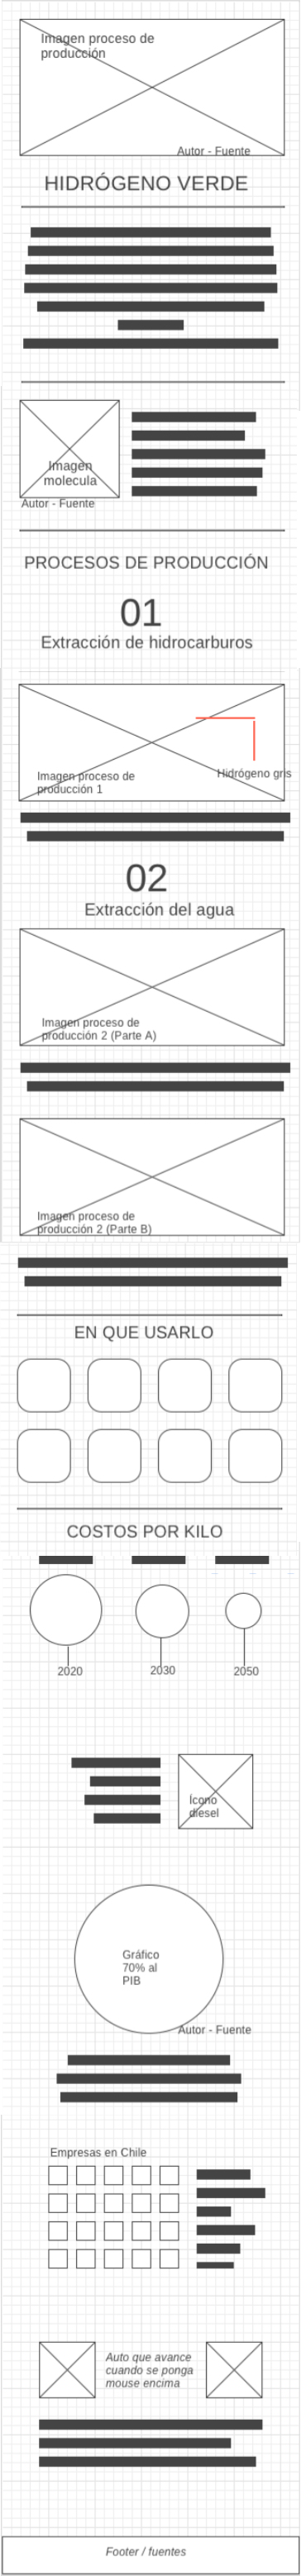 Imagen proceso de
producción
Autor - Fuente
HIDRÓGENO VERDE
Imagen
molecula
Autor - Fuente
PROCESOS DE PRODUCCIÓN
01
Extracción de hidrocarburos
Hidrógeno gris
Imagen proceso de
producción 1
02
Extracción del agua
Imagen proceso de
producción 2 (Parte A)
Imagen proceso de
producción 2 (Parte B)
EN QUE USARLO
COSTOS POR KILO
2020
2030
2050
Ícono
diesel
Gráfico
70% al
PIB
Autor - Fuente
Empresas en Chile
Auto que avance
cuando se ponga
mouse encima
Footer / fuentes